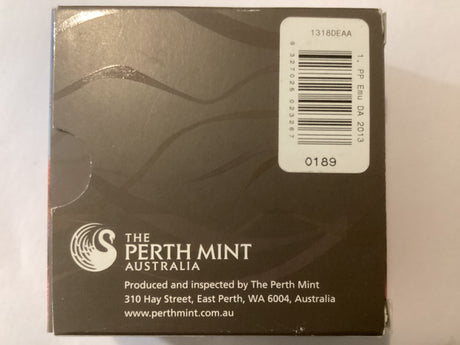 1318DEAA
1, PP Emu DA 2013
9 327026 023267
0189
THE
PERTH MINT
AUSTRALIA
Produced and inspected by The Perth Mint
310 Hay Street, East Perth, WA 6004, Australia
www.perthmint.com.au